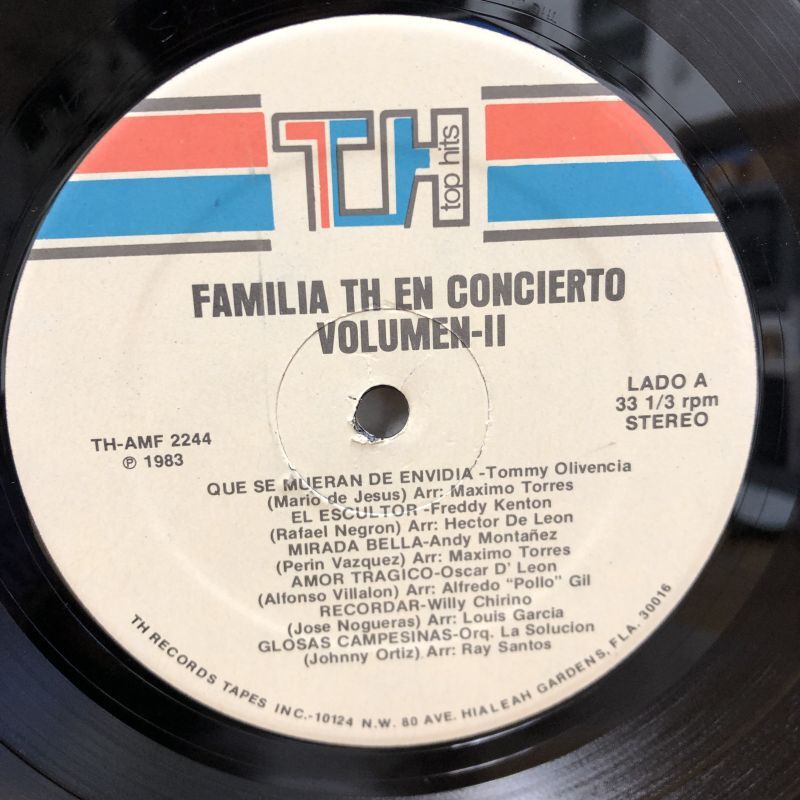 TH
top hits
FAMILIA TH EN CONCIERTO
VOLUMEN-II
LADO A
33 1/3 rpm
STEREO
TH-AMF 2244
℗ 1983
QUE SE MUERAN DE ENVIDIA -Tommy Olivencia
(Mario de Jesus) Arr: Maximo Torres
EL ESCULTOR -Freddy Kenton
(Rafael Negron) Arr: Hector De Leon
MIRADA BELLA-Andy Montañez
(Perin Vazquez) Arr: Maximo Torres
AMOR TRAGICO-Oscar D' Leon
(Alfonso Villalon) Arr: Alfredo "Pollo" Gil
RECORDAR-Willy Chirino
(Jose Nogueras) Arr: Louis Garcia
GLOSAS CAMPESINAS-Orq. La Solucion
(Johnny Ortiz) Arr: Ray Santos
TH RECORDS TAPES INC.-10124 N.W. 80 AVE. HIALEAH GARDENS, FLA. 30016